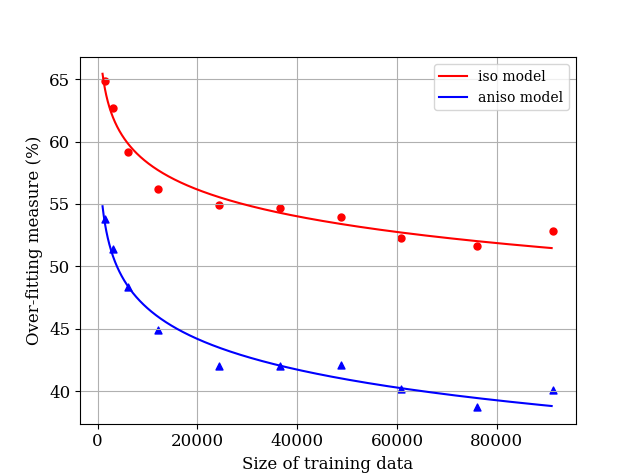 iso model
aniso model
Over-fitting measure (%)
65
60
55
50
45
40
0 20000 40000 60000 80000
Size of training data